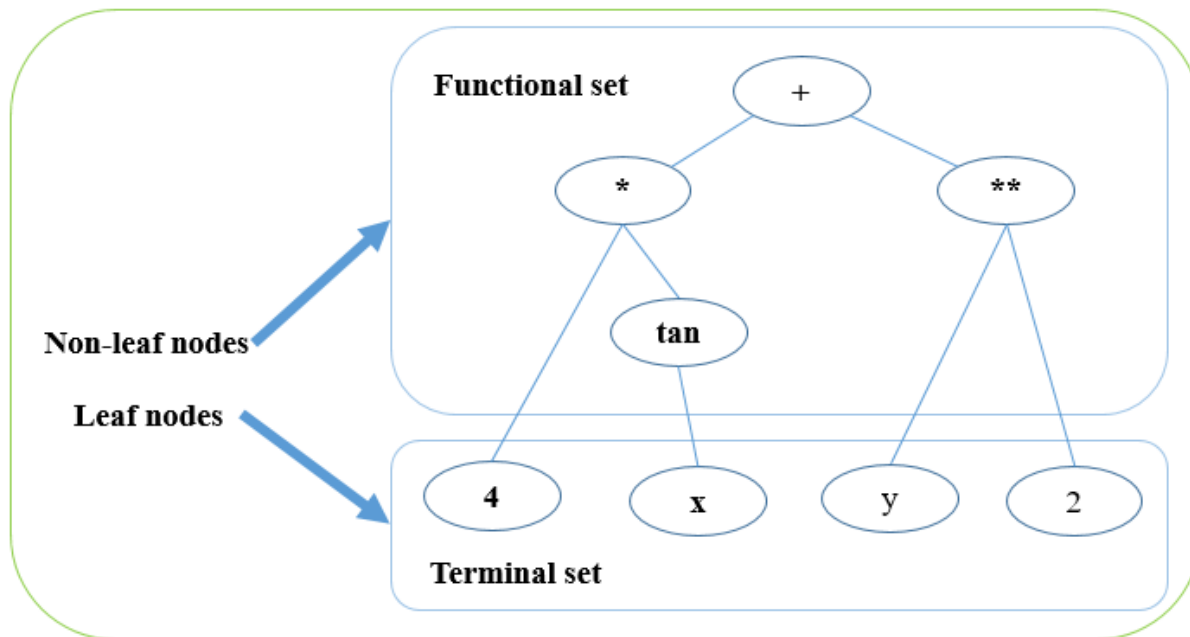 Functional set
+
*
**
tan
Non-leaf nodes
Leaf nodes
4
x
y
2
Terminal set